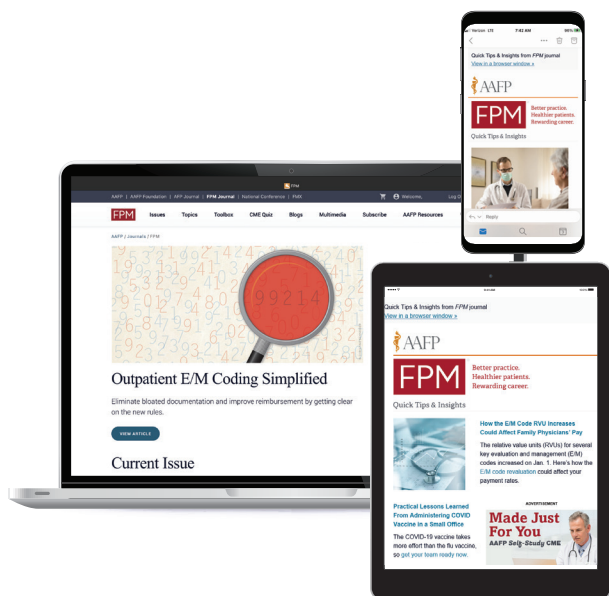 FPM
AAFP | AAFP Foundation | AFP Journal | FPM Journal | National Conference | FMX
Welcome,
Log O
FPM Issues Topics Toolbox CME Quiz Blogs Multimedia Subscribe AAFP Resources
AAFP / Journals / FPM
99214
Outpatient E/M Coding Simplified
Eliminate bloated documentation and improve reimbursement by getting clear
on the new rules.
VIEW ARTICLE
Current Issue
Verizon LTE 7:42 AM
Quick Tips & Insights from FPM journal
View in a browser window »
AAFP
FPM
Better practice.
Healthier patients.
Rewarding career.
Quick Tips & Insights
Reply
Quick Tips & Insights from FPM journal
View in a browser window »
AAFP
FPM
Better practice.
Healthier patients.
Rewarding career.
Quick Tips & Insights
How the E/M Code RVU Increases
Could Affect Family Physicians' Pay
The relative value units (RVUs) for several
key evaluation and management (E/M)
codes increased on Jan. 1. Here's how the
E/M code revaluation could affect your
payment rates.
Practical Lessons Learned
From Administering COVID
Vaccine in a Small Office
The COVID-19 vaccine takes
more effort than the flu vaccine,
so get your team ready now.
ADVERTISEMENT
Made Just
For You
AAFP Self-Study CME